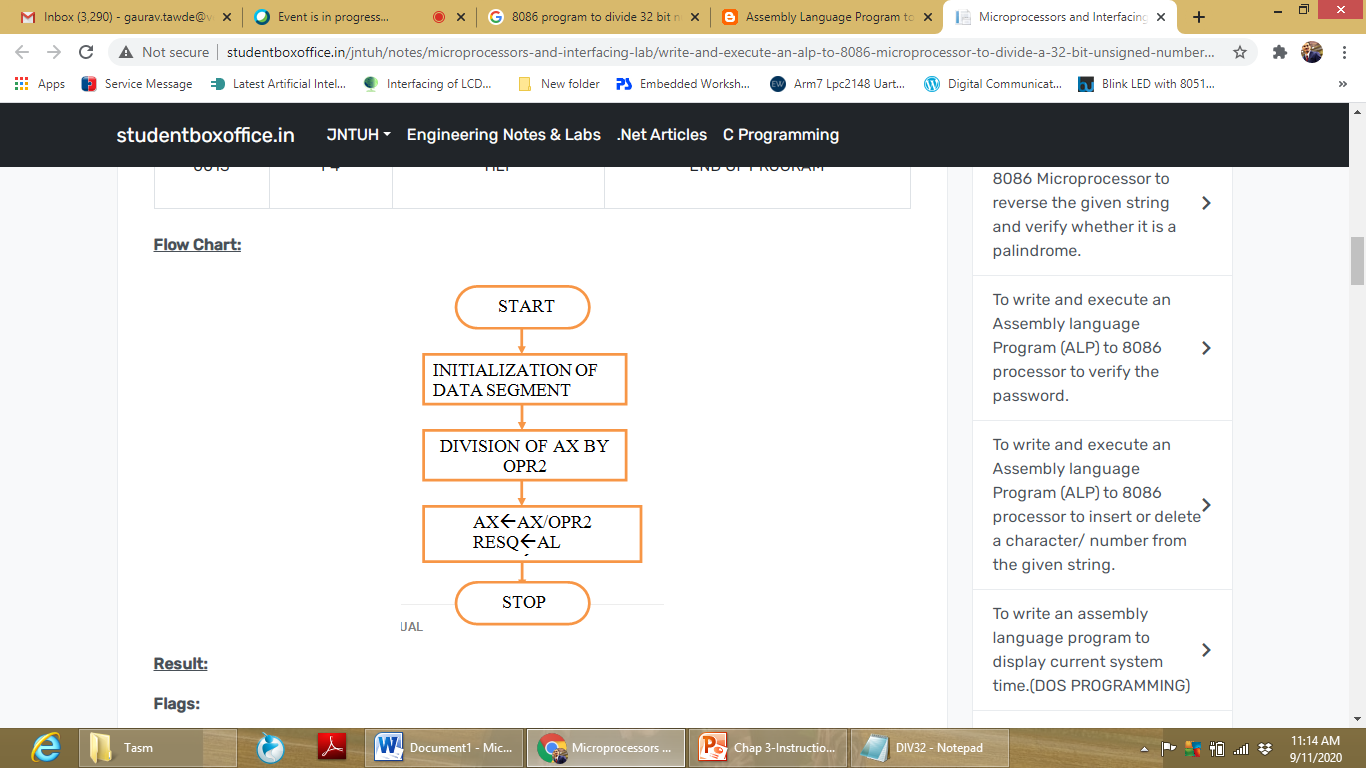 Inbox (3,290) - gaurav.tawde@v
Event is in progress...
8086 program to divide 32 bit n
Assembly Language Program to
Microprocessors and Interfacing
Not secure
studentboxoffice.in/jntuh/notes/microprocessors-and-interfacing-lab/write-and-execute-an-alp-to-8086-microprocessor-to-divide-a-32-bit-unsigned-number...
Apps
Service Message
Latest Artificial Intel...
Interfacing of LCD...
New folder
Embedded Worksh...
Arm7 Lpc2148 Uart...
Digital Communicat...
Blink LED with 8051...
»
studentboxoffice.in
JNTUH
Engineering Notes & Labs
.Net Articles
C Programming
Flow Chart:
START
INITIALIZATION OF
DATA SEGMENT
DIVISION OF AX BY
OPR2
AX←AX/OPR2
RESQ←AL
STOP
UAL
Result:
Flags:
8086 Microprocessor to
reverse the given string
and verify whether it is a
palindrome.
To write and execute an
Assembly language
Program (ALP) to 8086
processor to verify the
password.
To write and execute an
Assembly language
Program (ALP) to 8086
processor to insert or delete
a character/ number from
the given string.
To write an assembly
language program to
display current system
time.(DOS PROGRAMMING)
Tasm
Document1 - Mic...
Microprocessors ...
Chap 3-Instructio...
DIV32 - Notepad
11:14 AM
9/11/2020